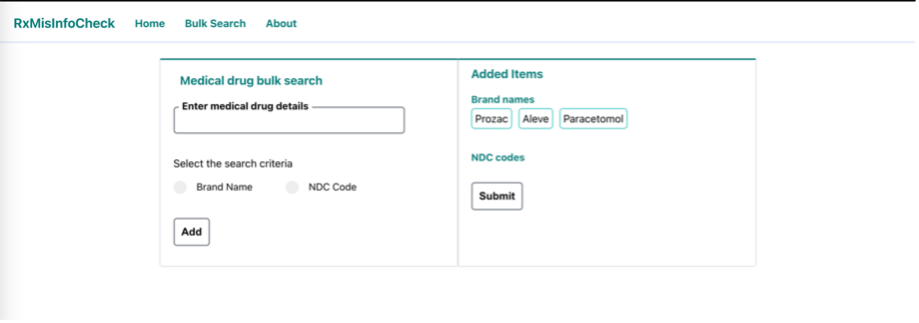 RxMisInfoCheck Home Bulk Search About
Medical drug bulk search
Enter medical drug details
Select the search criteria
Brand Name NDC Code
Add
Added Items
Brand names
Prozac Aleve Paracetomol
NDC codes
Submit